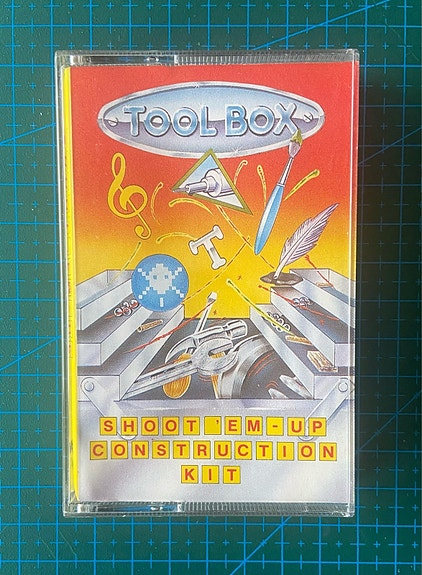 TOOL BOX
T
SHOOT 'EM-UP
CONSTRUCTION
KIT